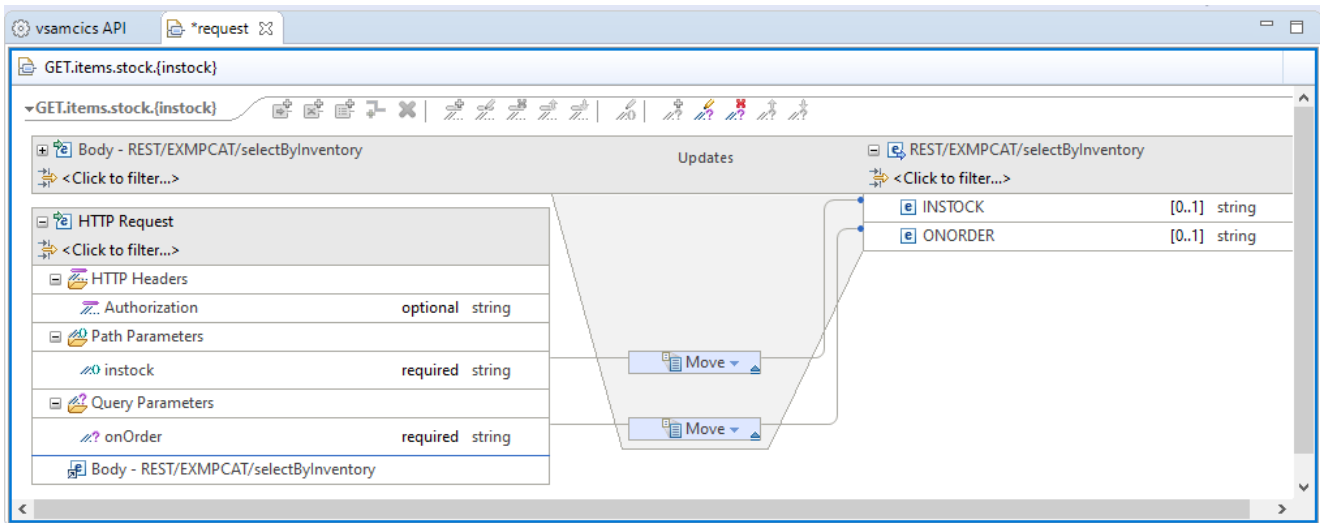 vsamcics API
*request
GET.items.stock.{instock}
GET.items.stock.{instock}
Body - REST/EXMPCAT/selectByInventory
<Click to filter...>
Updates
REST/EXMPCAT/selectByInventory
<Click to filter...>
INSTOCK [0..1] string
ONORDER [0..1] string
HTTP Request
<Click to filter...>
HTTP Headers
Authorization optional string
Path Parameters
instock required string
Move
Query Parameters
onOrder required string
Move
Body - REST/EXMPCAT/selectByInventory